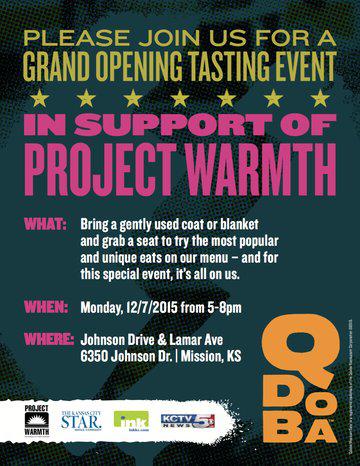 PLEASE JOIN US FOR A
GRAND OPENING TASTING EVENT
IN SUPPORT OF
PROJECT WARMTH
WHAT: Bring a gently used coat or blanket
and grab a seat to try the most popular
and unique eats on our menu – and for
this special event, it's all on us.
WHEN: Monday, 12/7/2015 from 5-8pm
WHERE: Johnson Drive & Lamar Ave
6350 Johnson Dr. | Mission, KS
QDOBA
PROJECT
WARMTH
THE KANSAS CITY
STAR.
ink
inkkc.com
KCTV 5
NEWS